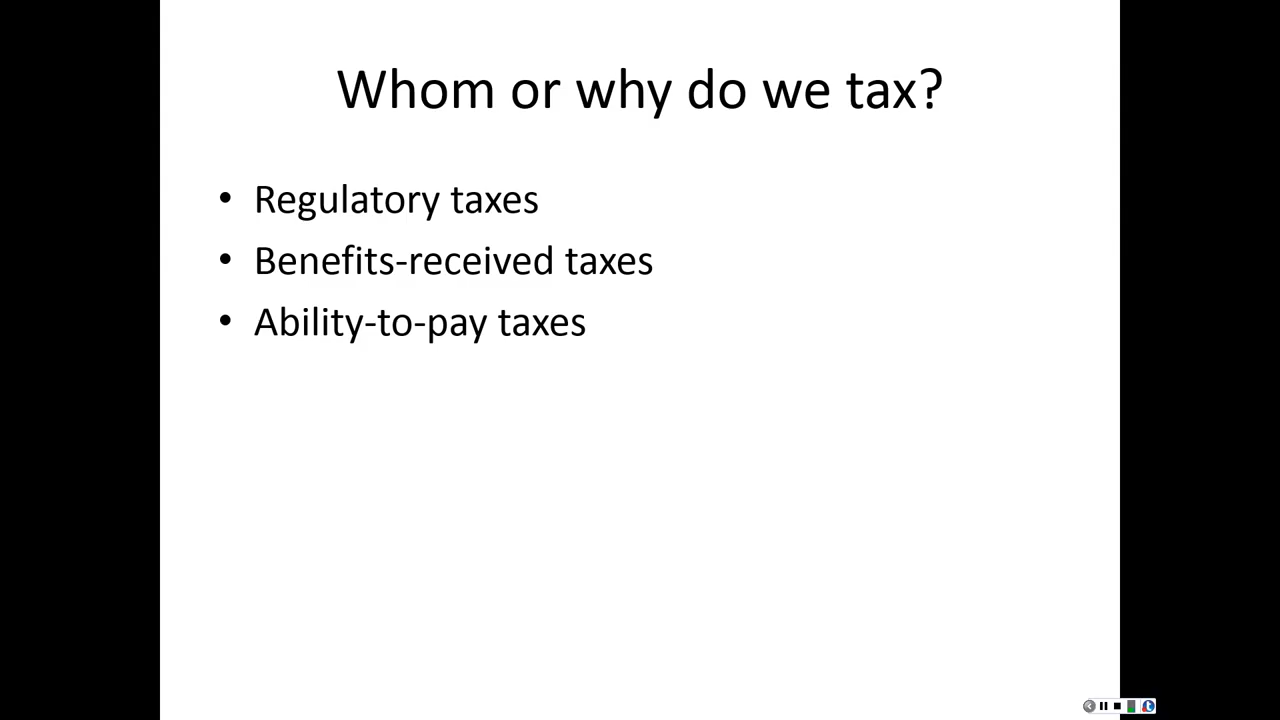 Whom or why do we tax?
• Regulatory taxes
• Benefits-received taxes
• Ability-to-pay taxes